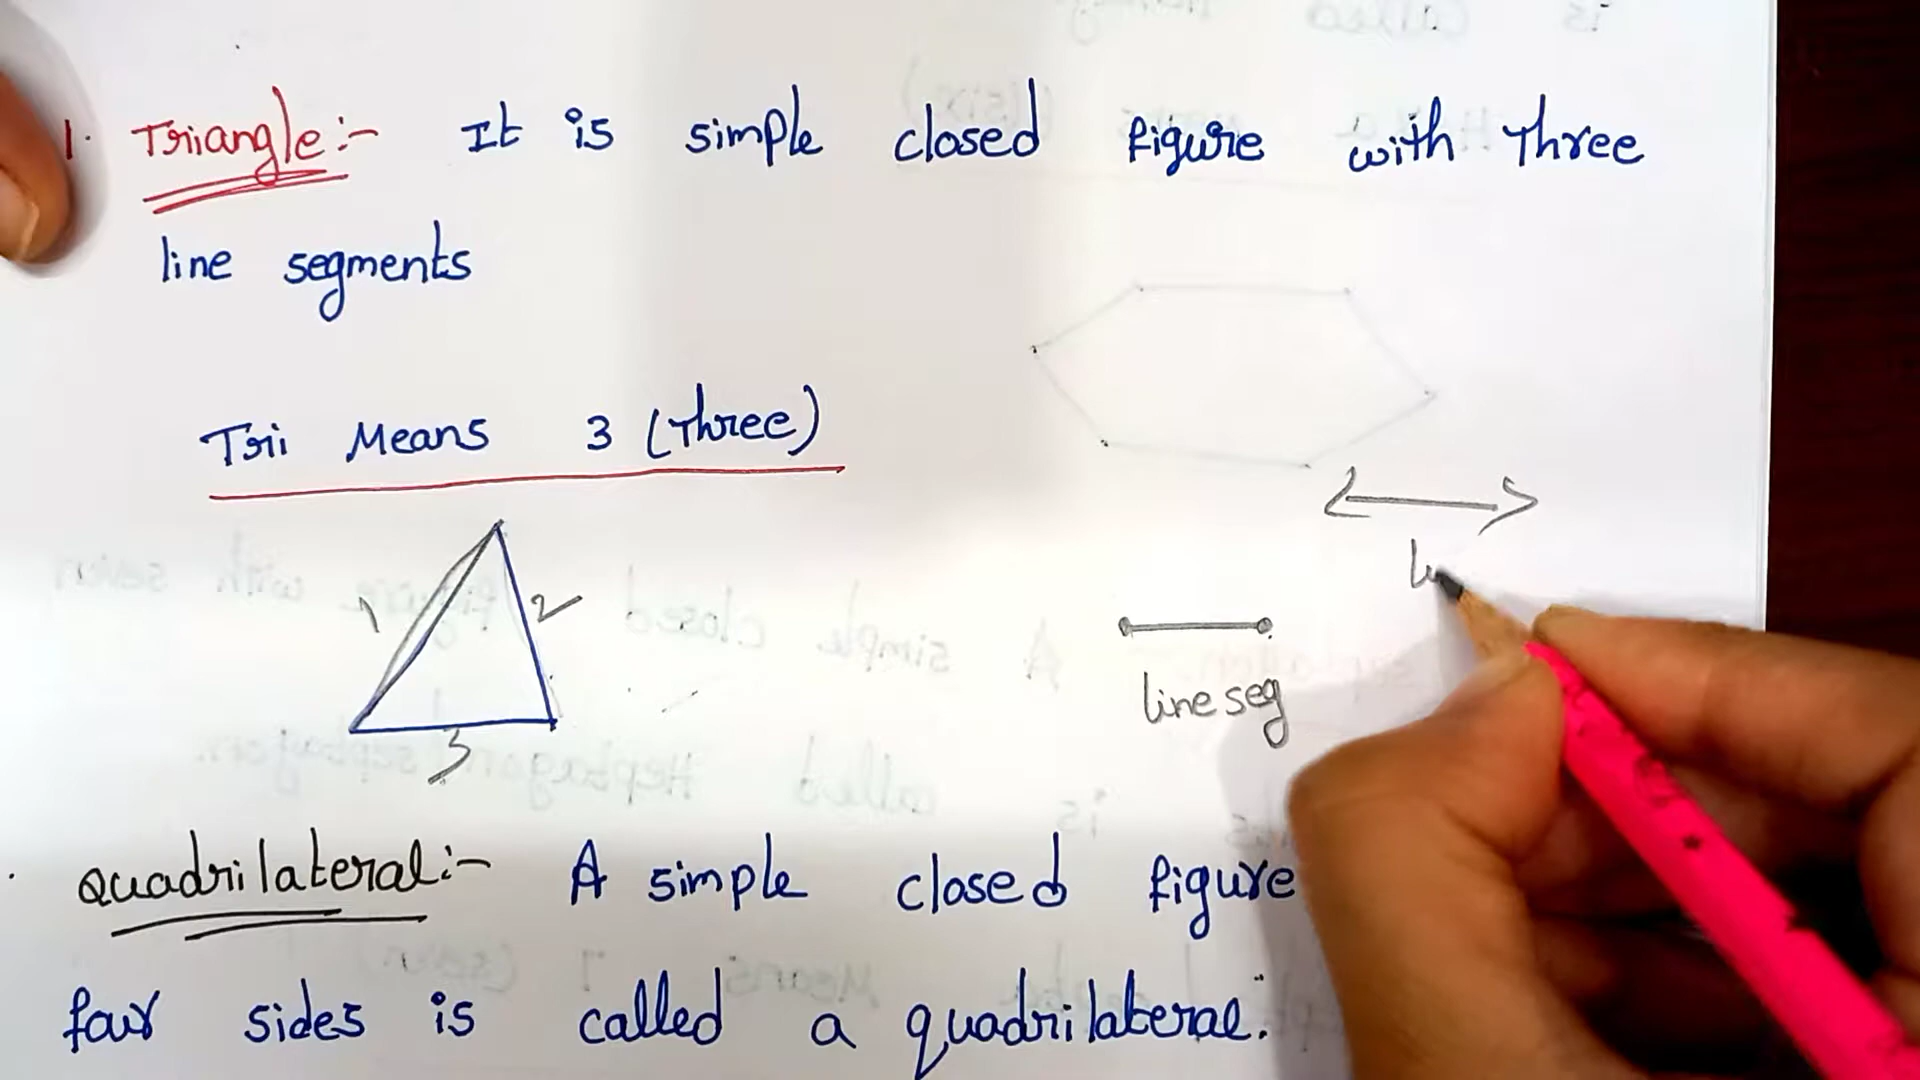 1. Triangle:- It is simple closed figure with Three
line segments
Tri Means 3 (Three)
1
2
3
line seg
Quadrilateral:- A simple closed figure
four sides is called a quadrilateral.